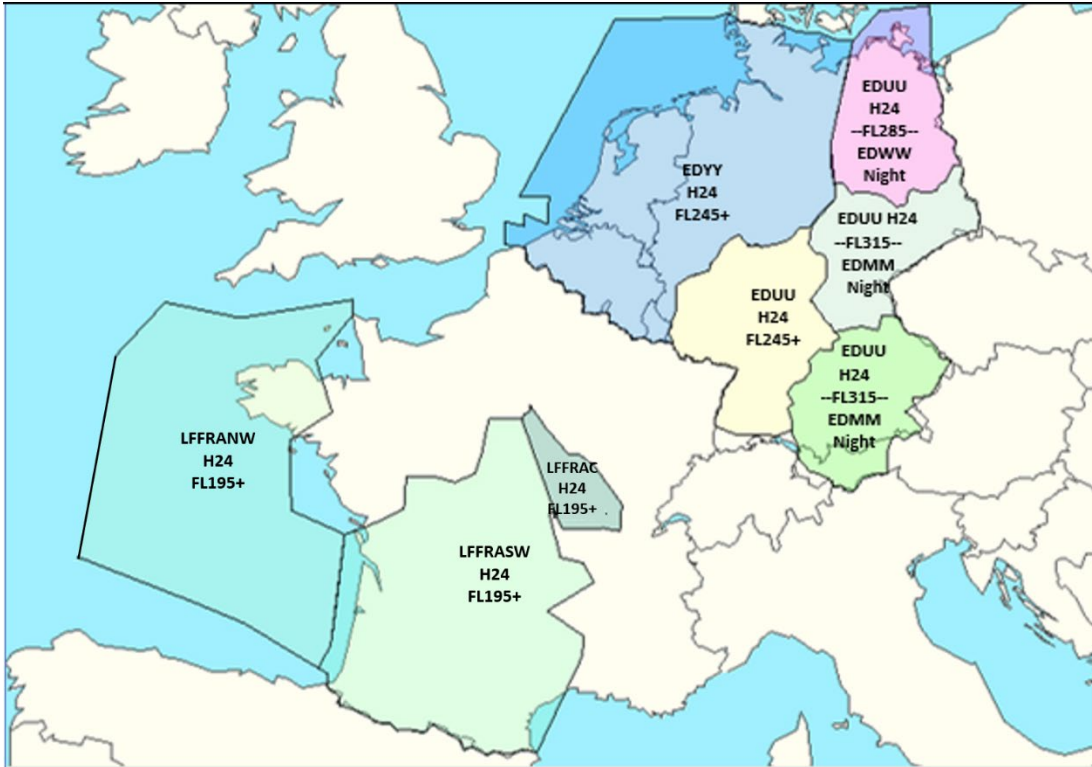 EDUU
H24
--FL285--
EDWW
Night
EDYY
H24
FL245+
EDUU H24
--FL315--
EDMM
Night
EDUU
H24
FL245+
EDUU
H24
--FL315--
EDMM
Night
LFFRANW
H24
FL195+
LFFRAC
H24
FL195+
LFFRASW
H24
FL195+